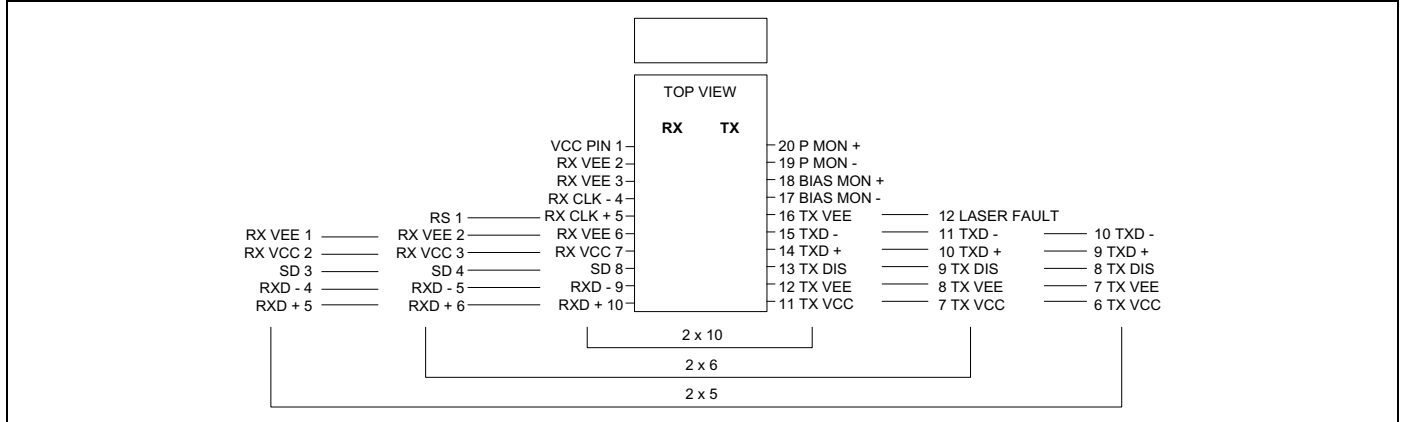 TOP VIEW
RX TX
VCC PIN 1 20 P MON +
RX VEE 2 19 P MON -
RX VEE 3 18 BIAS MON +
RX CLK - 4 17 BIAS MON -
RS 1 RX CLK + 5 16 TX VEE 12 LASER FAULT
RX VEE 1 RX VEE 2 RX VEE 6 15 TXD - 11 TXD - 10 TXD -
RX VCC 2 RX VCC 3 RX VCC 7 14 TXD + 10 TXD + 9 TXD +
SD 3 SD 4 SD 8 13 TX DIS 9 TX DIS 8 TX DIS
RXD - 4 RXD - 5 RXD - 9 12 TX VEE 8 TX VEE 7 TX VEE
RXD + 5 RXD + 6 RXD + 10 11 TX VCC 7 TX VCC 6 TX VCC
2 x 10
2 x 6
2 x 5